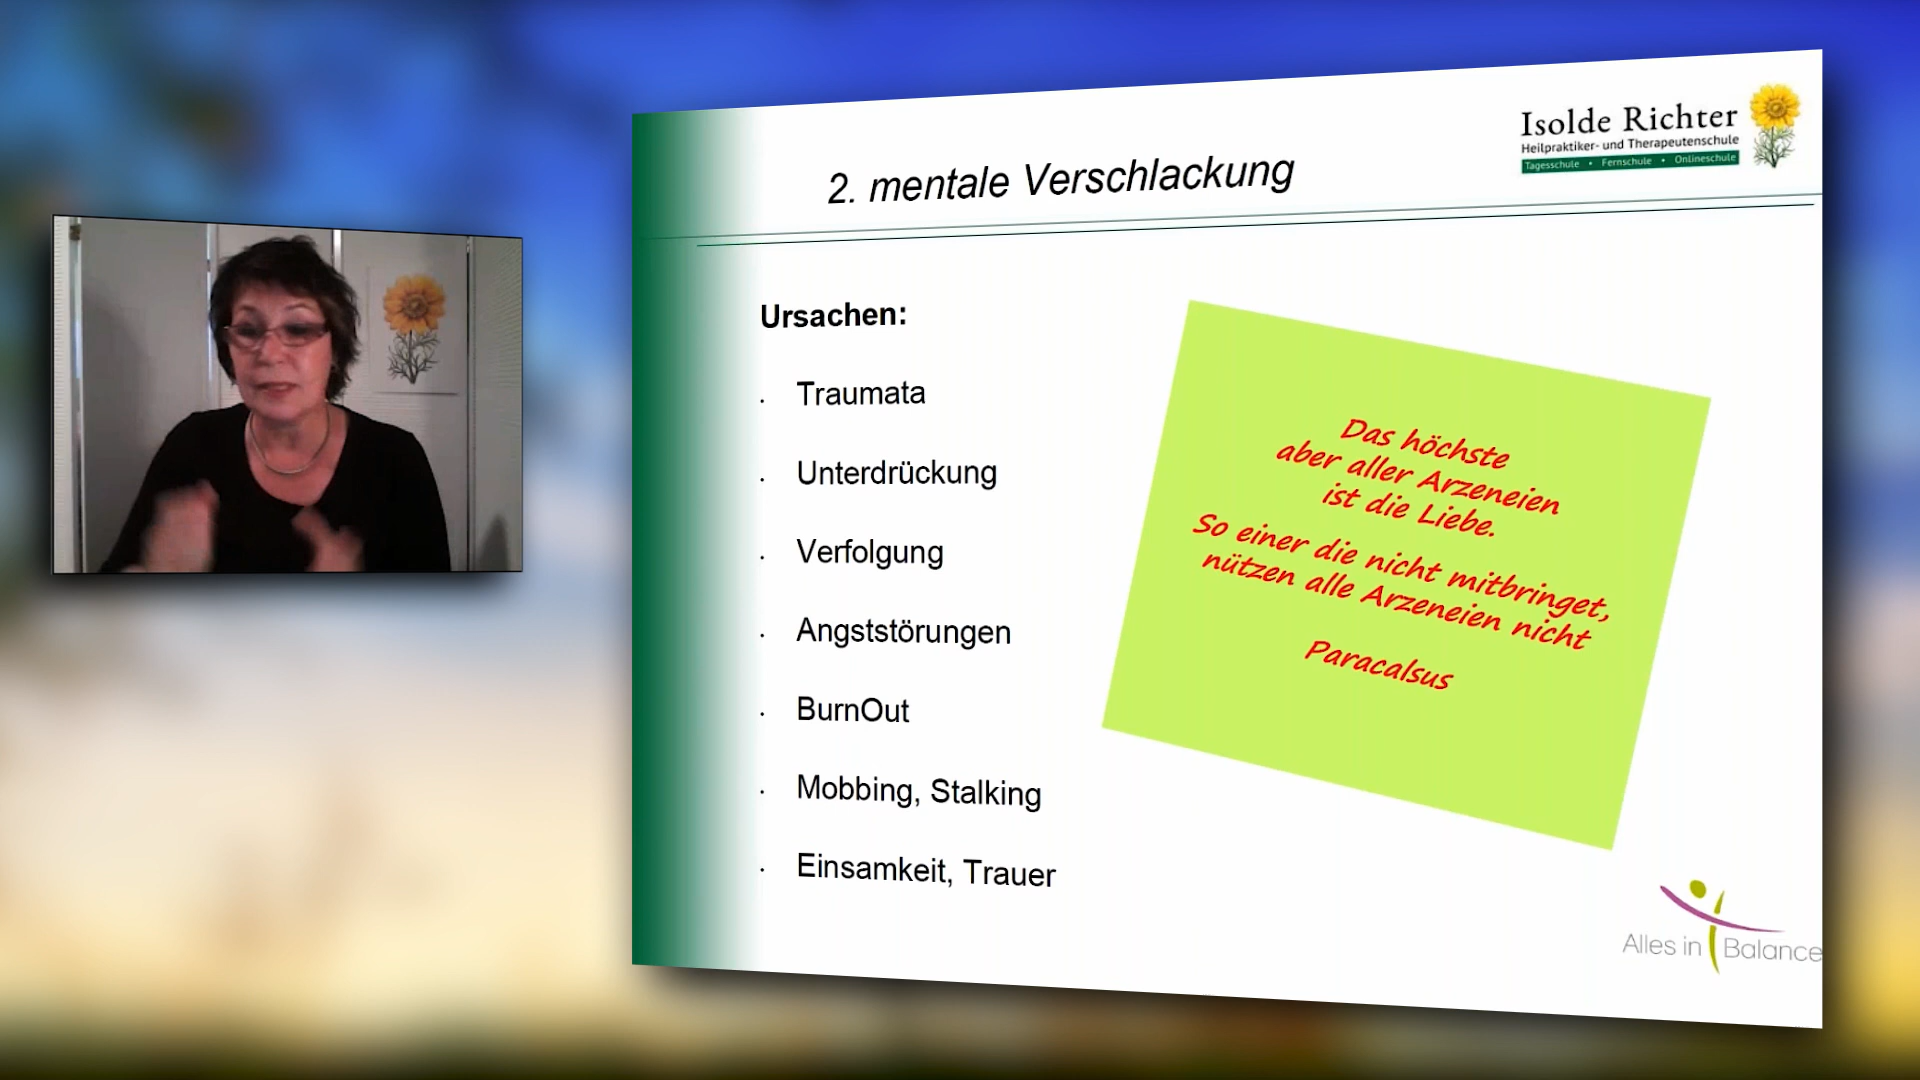 Isolde Richter
Heilpraktiker- und Therapeutenschule
Tagesschule • Fernschule • Onlineschule
2. mentale Verschlackung
Ursachen:
. Traumata
. Unterdrückung
. Verfolgung
. Angststörungen
. BurnOut
. Mobbing, Stalking
. Einsamkeit, Trauer
Das höchste
aber aller Arzeneien
ist die Liebe.
So einer die nicht mitbringet,
nützen alle Arzeneien nicht
Paracalsus
Alles in Balance